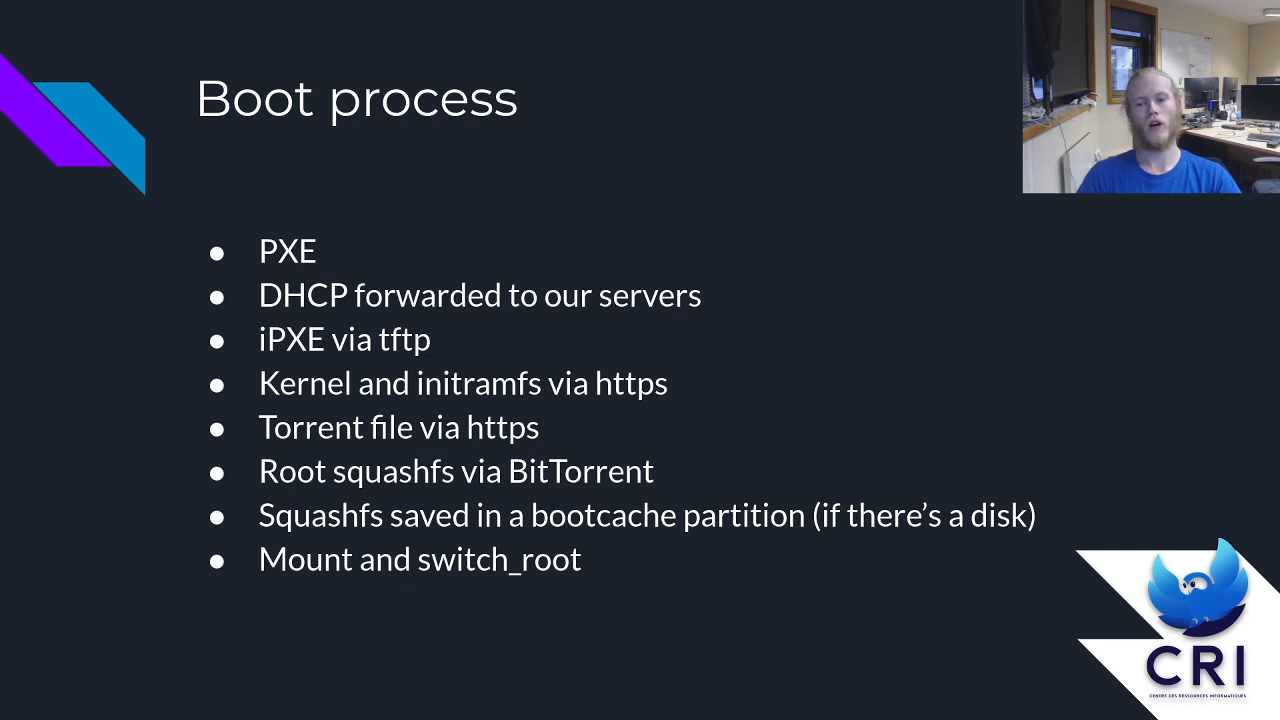 Boot process
● PXE
● DHCP forwarded to our servers
● iPXE via tftp
● Kernel and initramfs via https
● Torrent file via https
● Root squashfs via BitTorrent
● Squashfs saved in a bootcache partition (if there’s a disk)
● Mount and switch_root
CRI
CENTRE DES RESSOURCES INFORMATIQUES